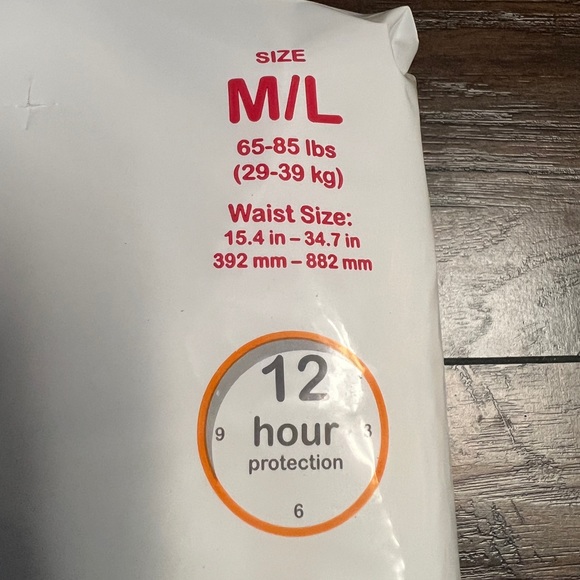 SIZE
M/L
65-85 lbs
(29-39 kg)
Waist Size:
15.4 in – 34.7 in
392 mm – 882 mm
12
9 hour 3
protection
6